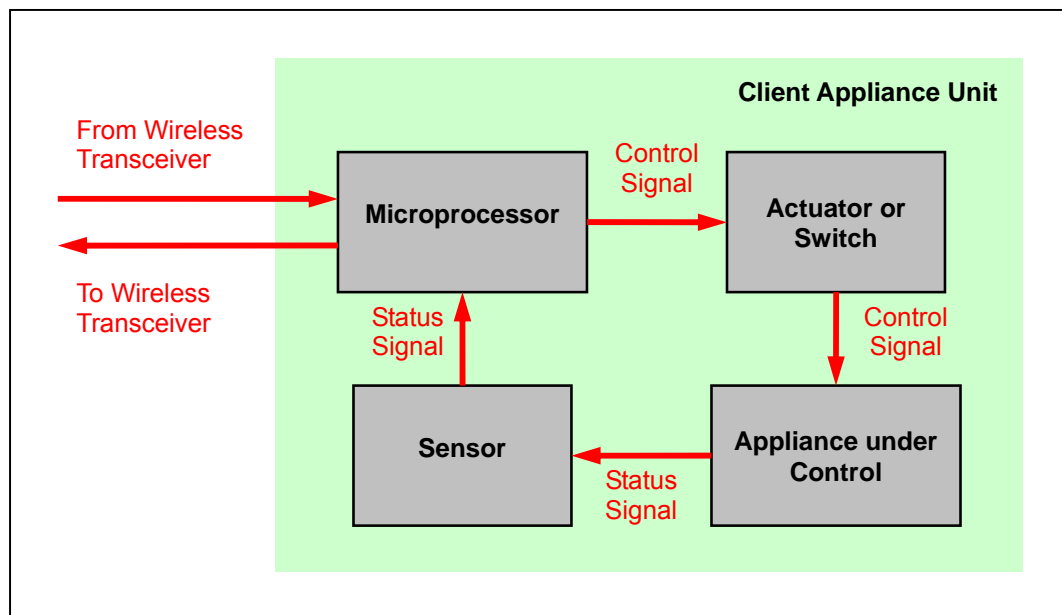 Client Appliance Unit
From Wireless
Transceiver
Control
Signal
Microprocessor
Actuator or
Switch
To Wireless
Transceiver
Status
Signal
Control
Signal
Sensor
Appliance under
Control
Status
Signal